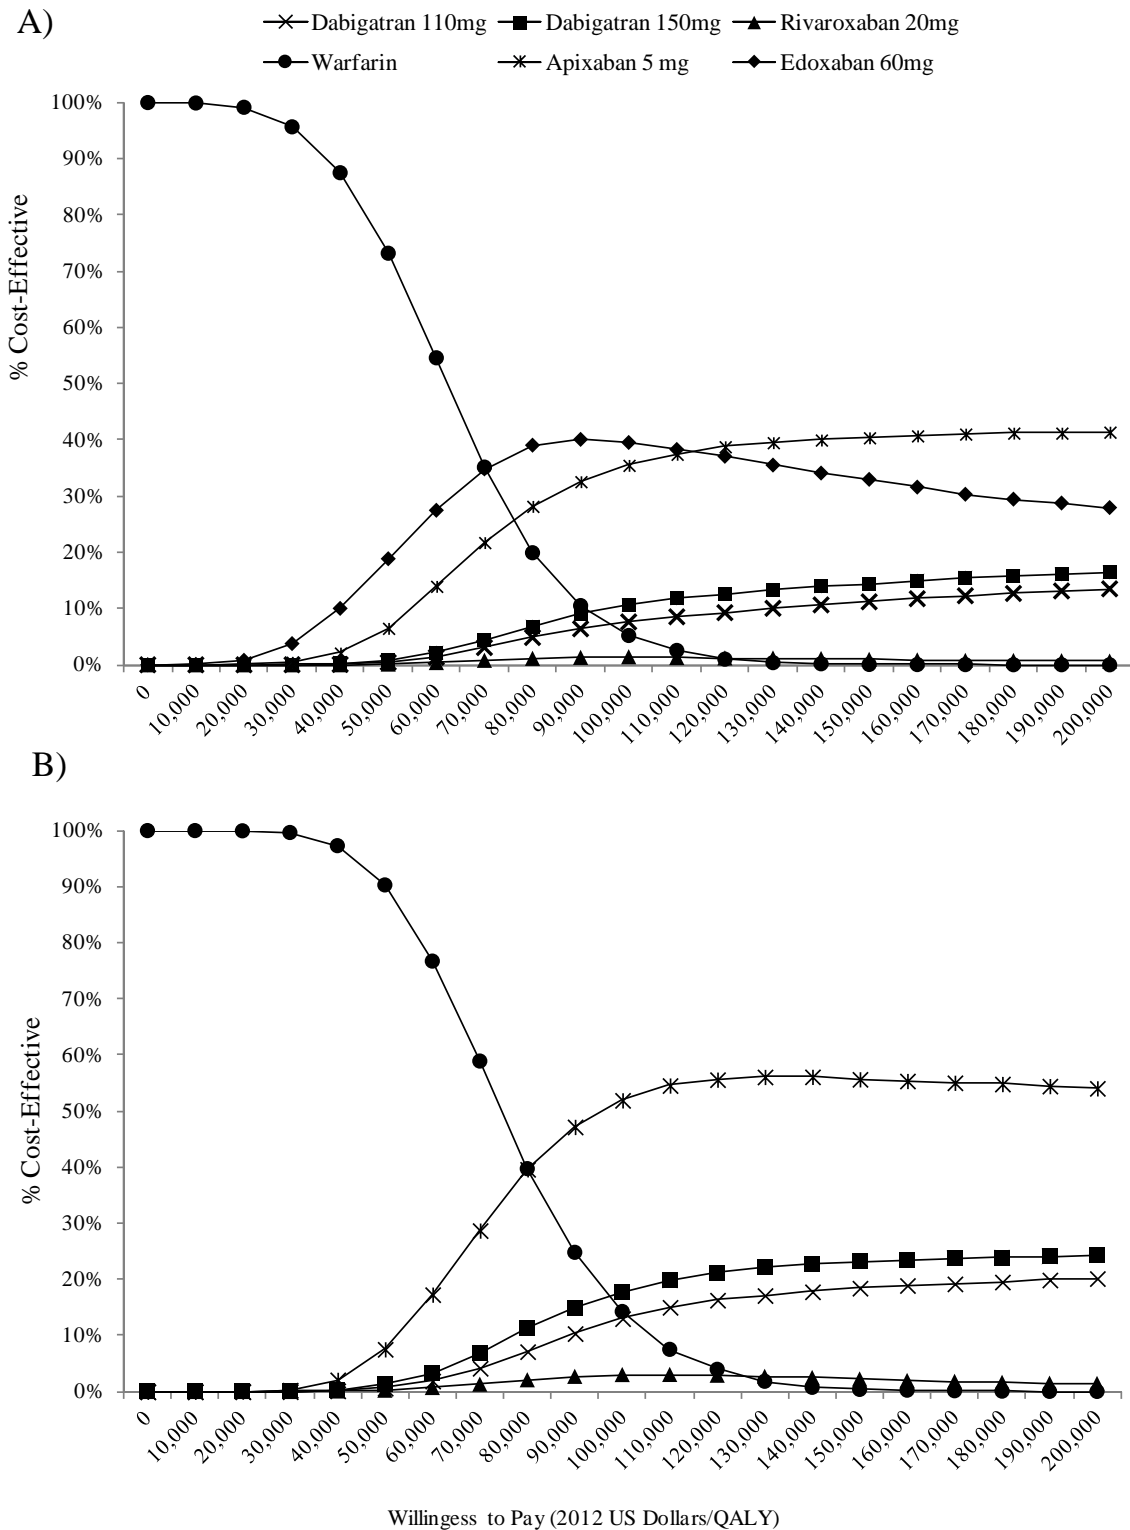 A)
Dabigatran 110mg Dabigatran 150mg Rivaroxaban 20mg
Warfarin Apixaban 5 mg Edoxaban 60mg
% Cost-Effective
100%
90%
80%
70%
60%
50%
40%
30%
20%
10%
0%
0 10,000 20,000 30,000 40,000 50,000 60,000 70,000 80,000 90,000 100,000 110,000 120,000 130,000 140,000 150,000 160,000 170,000 180,000 190,000 200,000
B)
% Cost-Effective
100%
90%
80%
70%
60%
50%
40%
30%
20%
10%
0%
0 10,000 20,000 30,000 40,000 50,000 60,000 70,000 80,000 90,000 100,000 110,000 120,000 130,000 140,000 150,000 160,000 170,000 180,000 190,000 200,000
Willingess to Pay (2012 US Dollars/QALY)